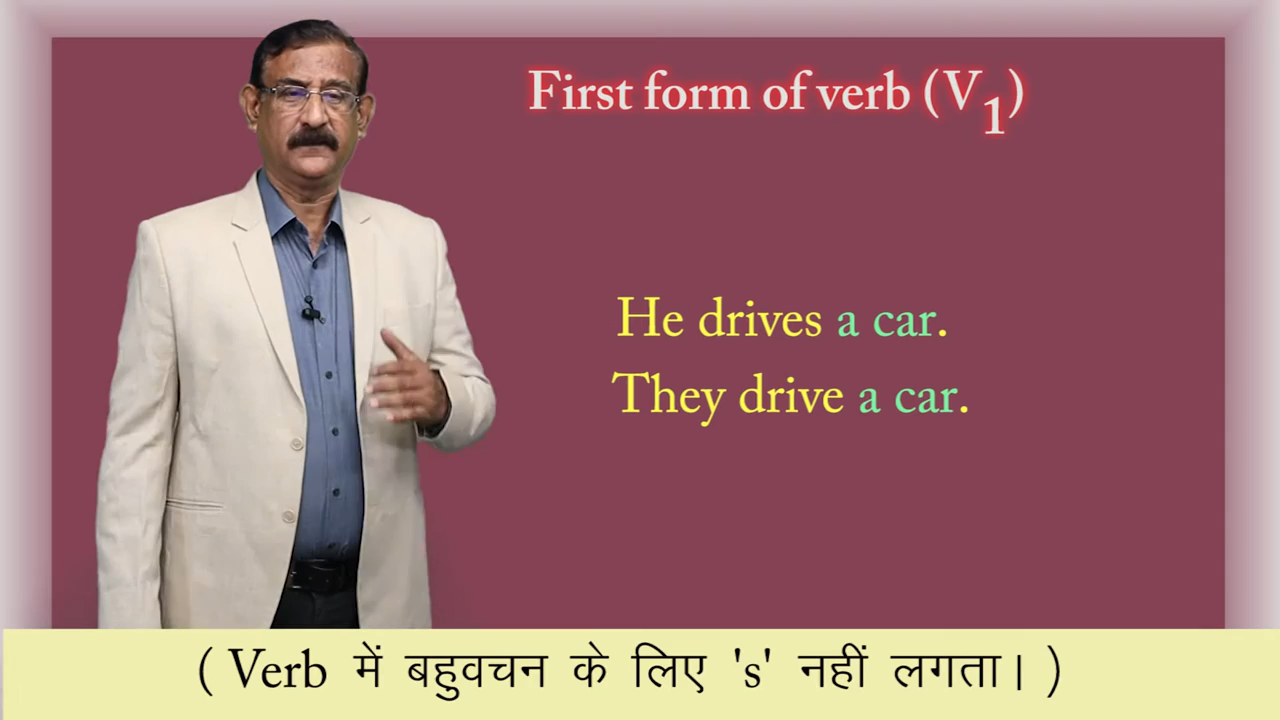 First form of verb (V1)
He drives a car.
They drive a car.
( Verb में बहुवचन के लिए 's' नहीं लगता। )